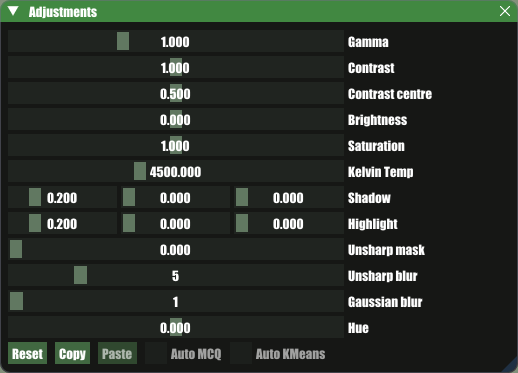 Adjustments
1.000 Gamma
1.000 Contrast
0.500 Contrast centre
0.000 Brightness
1.000 Saturation
4500.000 Kelvin Temp
0.200 0.000 0.000 Shadow
0.200 0.000 0.000 Highlight
0.000 Unsharp mask
5 Unsharp blur
1 Gaussian blur
0.000 Hue
Reset Copy Paste Auto MCQ Auto KMeans